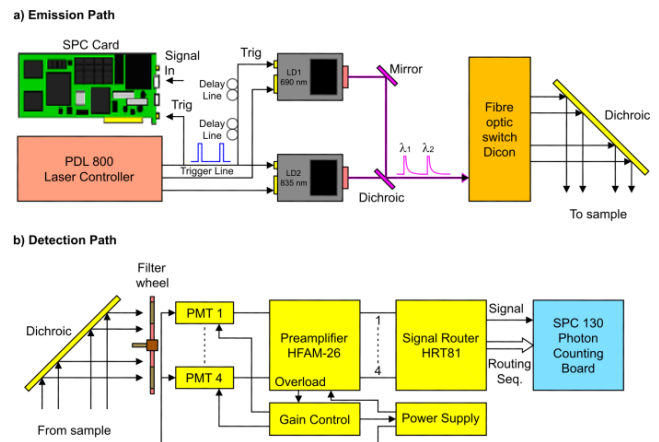 a) Emission Path
SPC Card
Signal
In
Trig
Trig
Delay
Line
Delay
Line
LD1
690 nm
Mirror
PDL 800
Laser Controller
Trigger Line
LD2
835 nm
λ1
λ2
Dichroic
Fibre
optic
switch
Dicon
Dichroic
To sample
b) Detection Path
Filter
wheel
Dichroic
From sample
PMT 1
PMT 4
Preamplifier
HFAM-26
Overload
1
4
Signal Router
HRT81
Signal
Routing
Seq.
SPC 130
Photon
Counting
Board
Gain Control
Power Supply